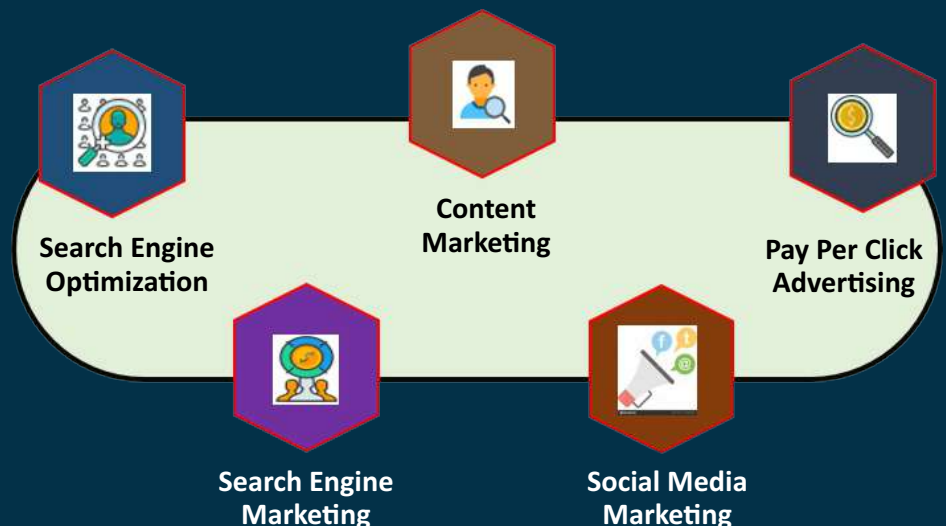 Search Engine
Optimization
Content
Marketing
Pay Per Click
Advertising
Search Engine
Marketing
Social Media
Marketing